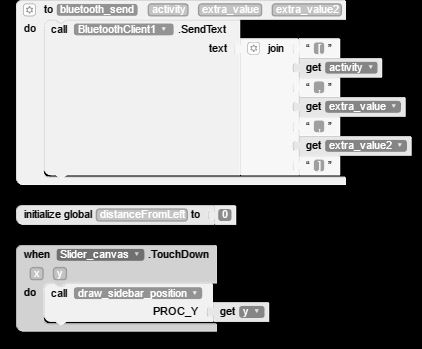 to bluetooth_send activity extra_value extra_value2
do call BluetoothClient1 .SendText
text join " [ "
get activity
" , "
get extra_value
" , "
get extra_value2
" ] "
initialize global distanceFromLeft to 0
when Slider_canvas .TouchDown
x y
do call draw_sidebar_position
PROC_Y get y